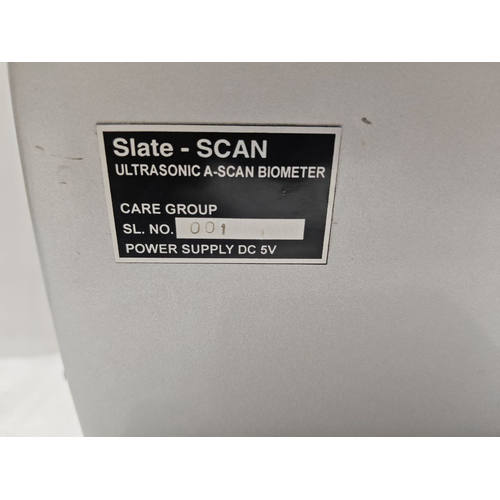 Slate - SCAN
ULTRASONIC A-SCAN BIOMETER
CARE GROUP
SL. NO. 001
POWER SUPPLY DC 5V